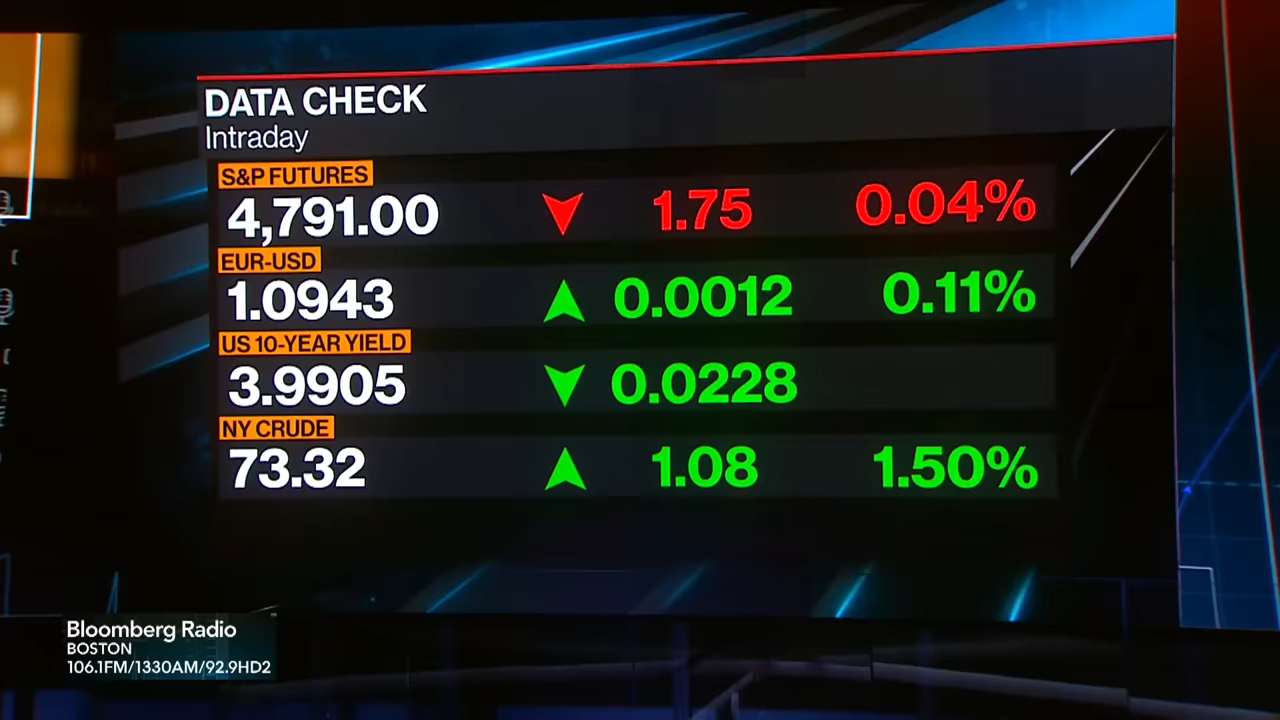 DATA CHECK
Intraday
S&P FUTURES
4,791.00 1.75 0.04%
EUR-USD
1.0943 0.0012 0.11%
US 10-YEAR YIELD
3.9905 0.0228
NY CRUDE
73.32 1.08 1.50%
Bloomberg Radio
BOSTON
106.1FM/1330AM/92.9HD2